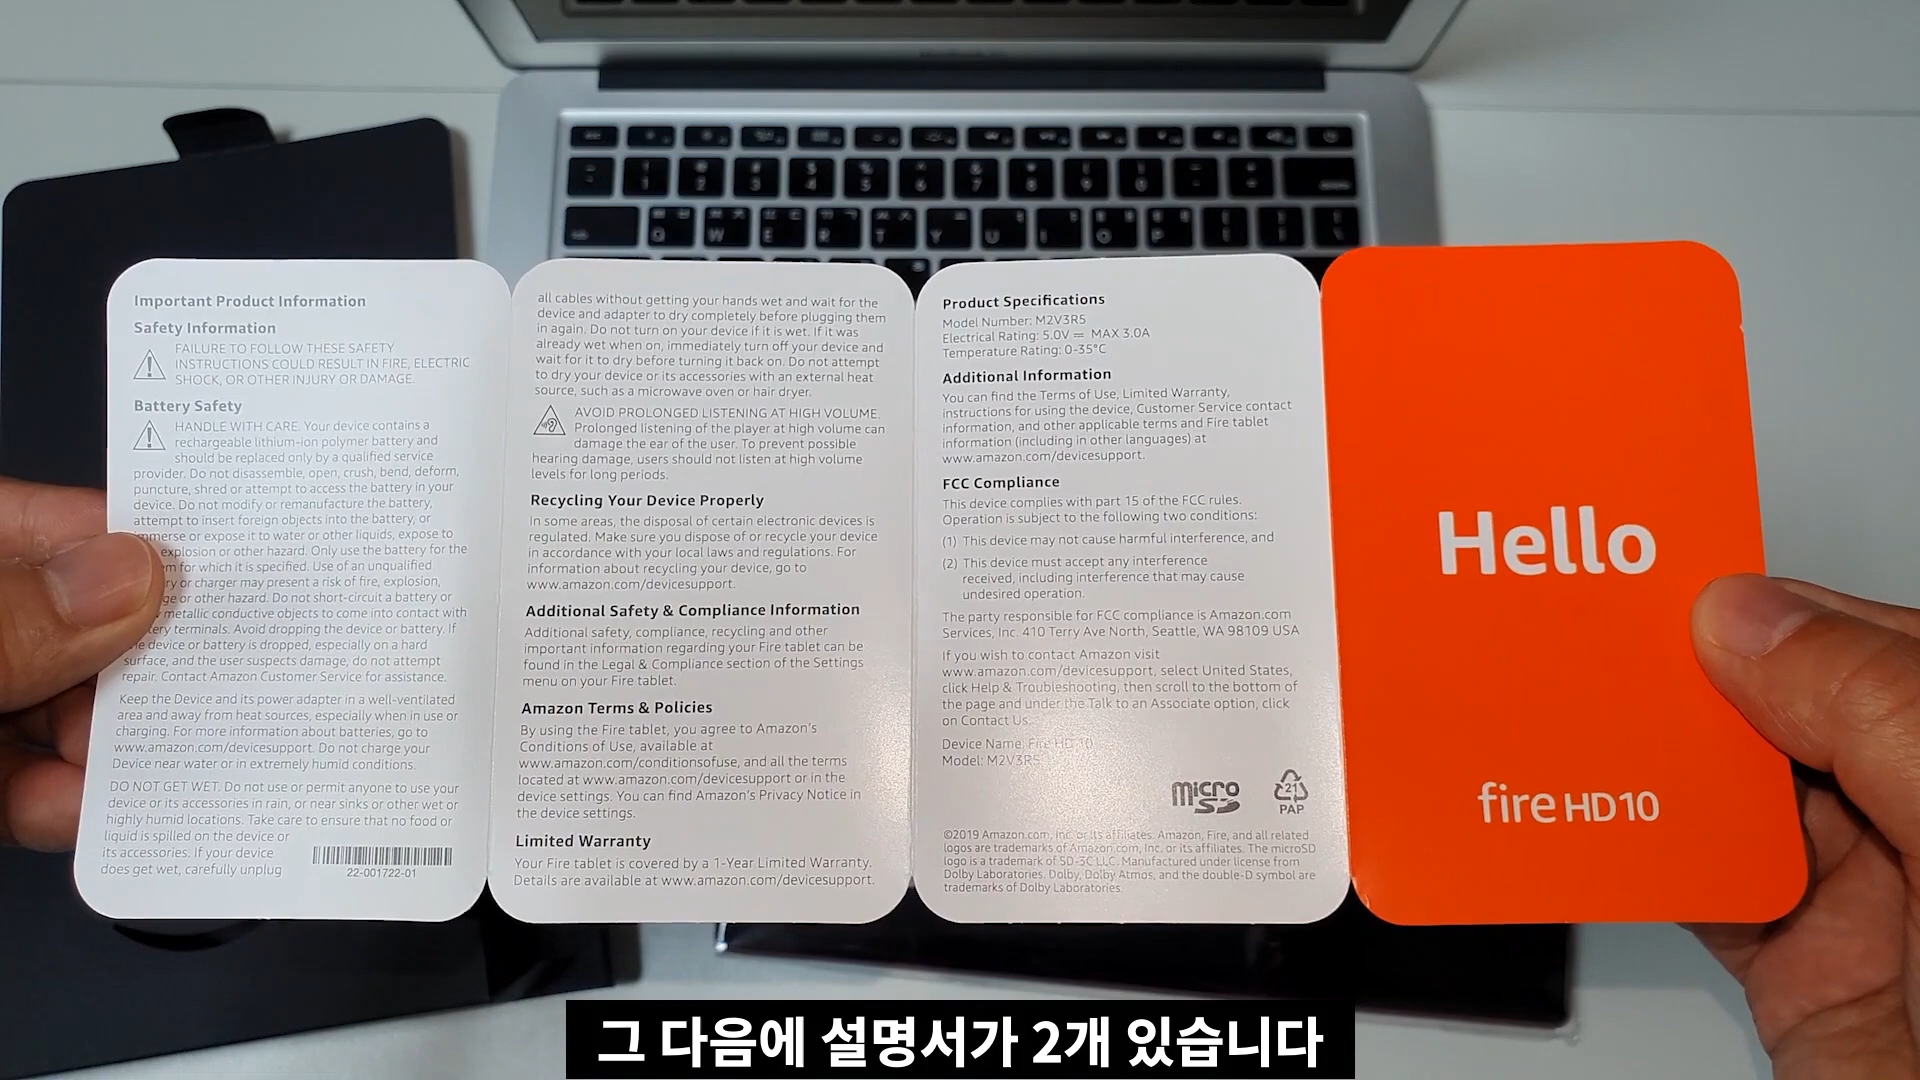 Important Product Information
Safety Information
FAILURE TO FOLLOW THESE SAFETY
INSTRUCTIONS COULD RESULT IN FIRE, ELECTRIC
SHOCK, OR OTHER INJURY OR DAMAGE.
Battery Safety
HANDLE WITH CARE. Your device contains a
rechargeable lithium-ion polymer battery and
should be replaced only by a qualified service
provider. Do not disassemble, open, crush, bend, deform,
puncture, shred or attempt to access the battery in your
device. Do not modify or remanufacture the battery,
attempt to insert foreign objects into the battery, or
immerse or expose it to water or other liquids, expose to
explosion or other hazard. Only use the battery for the
for which it is specified. Use of an unqualified
or charger may present a risk of fire, explosion,
or other hazard. Do not short-circuit a battery or
metallic conductive objects to come into contact with
terminals. Avoid dropping the device or battery. If
device or battery is dropped, especially on a hard
surface, and the user suspects damage, do not attempt
repair. Contact Amazon Customer Service for assistance.
Keep the Device and its power adapter in a well-ventilated
area and away from heat sources, especially when in use or
charging. For more information about batteries, go to
www.amazon.com/devicesupport. Do not charge your
Device near water or in extremely humid conditions.
DO NOT GET WET. Do not use or permit anyone to use your
device or its accessories in rain, or near sinks or other wet or
highly humid locations. Take care to ensure that no food or
liquid is spilled on the device or
its accessories. If your device
does get wet, carefully unplug
22-001722-01
all cables without getting your hands wet and wait for the
device and adapter to dry completely before plugging them
in again. Do not turn on your device if it is wet. If it was
already wet when on, immediately turn off your device and
wait for it to dry before turning it back on. Do not attempt
to dry your device or its accessories with an external heat
source, such as a microwave oven or hair dryer.
AVOID PROLONGED LISTENING AT HIGH VOLUME.
Prolonged listening of the player at high volume can
damage the ear of the user. To prevent possible
hearing damage, users should not listen at high volume
levels for long periods.
Recycling Your Device Properly
In some areas, the disposal of certain electronic devices is
regulated. Make sure you dispose of or recycle your device
in accordance with your local laws and regulations. For
information about recycling your device, go to
www.amazon.com/devicesupport.
Additional Safety & Compliance Information
Additional safety, compliance, recycling and other
important information regarding your Fire tablet can be
found in the Legal & Compliance section of the Settings
menu on your Fire tablet.
Amazon Terms & Policies
By using the Fire tablet, you agree to Amazon's
Conditions of Use, available at
www.amazon.com/conditionsofuse, and all the terms
located at www.amazon.com/devicesupport or in the
device settings. You can find Amazon's Privacy Notice in
the device settings.
Limited Warranty
Your Fire tablet is covered by a 1-Year Limited Warranty.
Details are available at www.amazon.com/devicesupport.
Product Specifications
Model Number: M2V3R5
Electrical Rating: 5.0V ⎓ MAX 3.0A
Temperature Rating: 0-35°C
Additional Information
You can find the Terms of Use, Limited Warranty,
instructions for using the device, Customer Service contact
information, and other applicable terms and Fire tablet
information (including in other languages) at
www.amazon.com/devicesupport.
FCC Compliance
This device complies with part 15 of the FCC rules.
Operation is subject to the following two conditions:
(1) This device may not cause harmful interference, and
(2) This device must accept any interference
received, including interference that may cause
undesired operation.
The party responsible for FCC compliance is Amazon.com
Services, Inc. 410 Terry Ave North, Seattle, WA 98109 USA
If you wish to contact Amazon visit
www.amazon.com/devicesupport, select United States,
click Help & Troubleshooting, then scroll to the bottom of
the page and under the Talk to an Associate option, click
on Contact Us.
Device Name: Fire HD 10
Model: M2V3R5
micro
SD
21
PAP
©2019 Amazon.com, Inc. or its affiliates. Amazon, Fire, and all related
logos are trademarks of Amazon.com, Inc. or its affiliates. The microSD
logo is a trademark of SD-3C LLC. Manufactured under license from
Dolby Laboratories. Dolby, Dolby Atmos, and the double-D symbol are
trademarks of Dolby Laboratories.
Hello
fire HD 10
그 다음에 설명서가 2개 있습니다